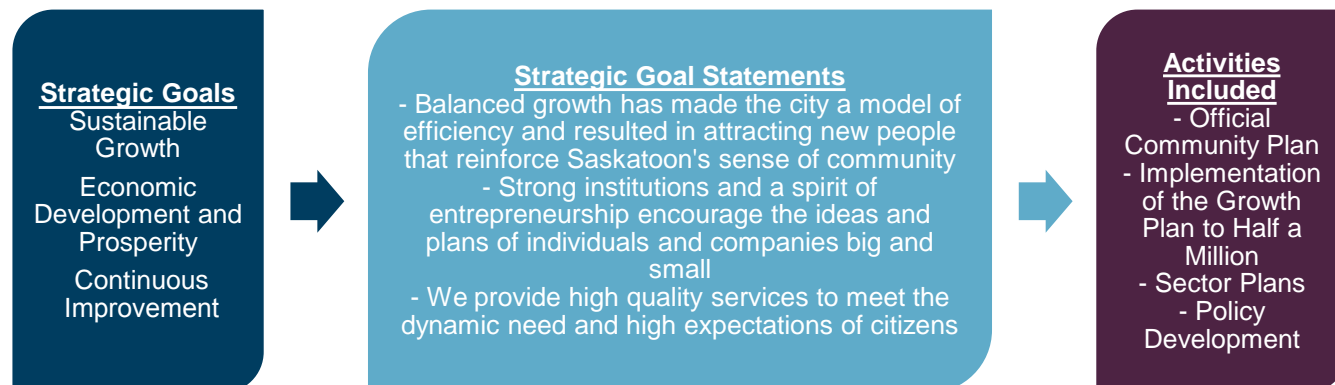 Strategic Goals
Sustainable
Growth
Economic
Development and
Prosperity
Continuous
Improvement
Strategic Goal Statements
- Balanced growth has made the city a model of
efficiency and resulted in attracting new people
that reinforce Saskatoon's sense of community
- Strong institutions and a spirit of
entrepreneurship encourage the ideas and
plans of individuals and companies big and
small
- We provide high quality services to meet the
dynamic need and high expectations of citizens
Activities
Included
- Official
Community Plan
- Implementation
of the Growth
Plan to Half a
Million
- Sector Plans
- Policy
Development